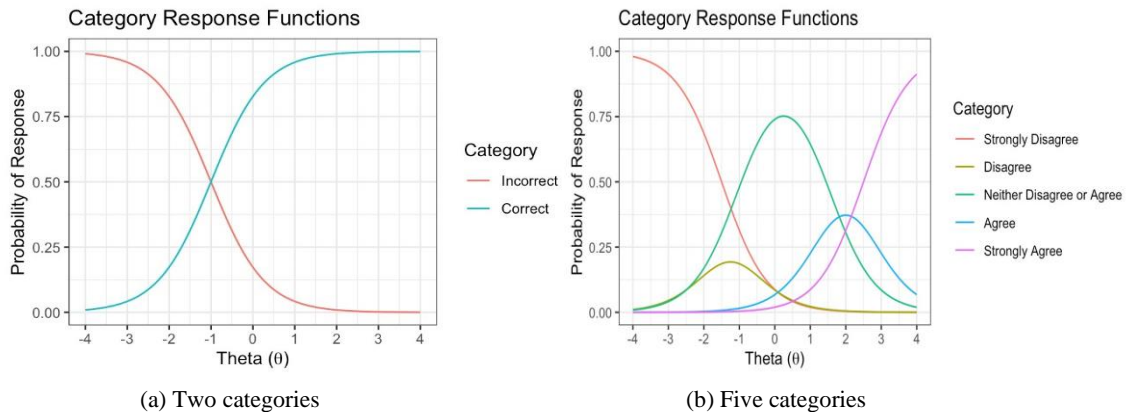 Category Response Functions
1.00
0.75
0.50
0.25
0.00
Probability of Response
-4 -3 -2 -1 0 1 2 3 4
Theta (θ)
Category
Incorrect
Correct
(a) Two categories
Category Response Functions
1.00
0.75
0.50
0.25
0.00
Probability of Response
-4 -3 -2 -1 0 1 2 3 4
Theta (θ)
Category
Strongly Disagree
Disagree
Neither Disagree or Agree
Agree
Strongly Agree
(b) Five categories